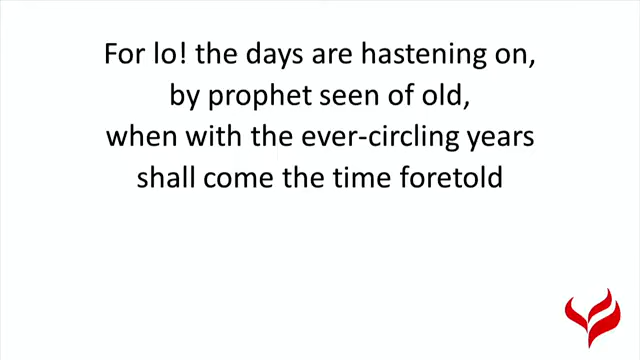 For lo! the days are hastening on,
by prophet seen of old,
when with the ever-circling years
shall come the time foretold